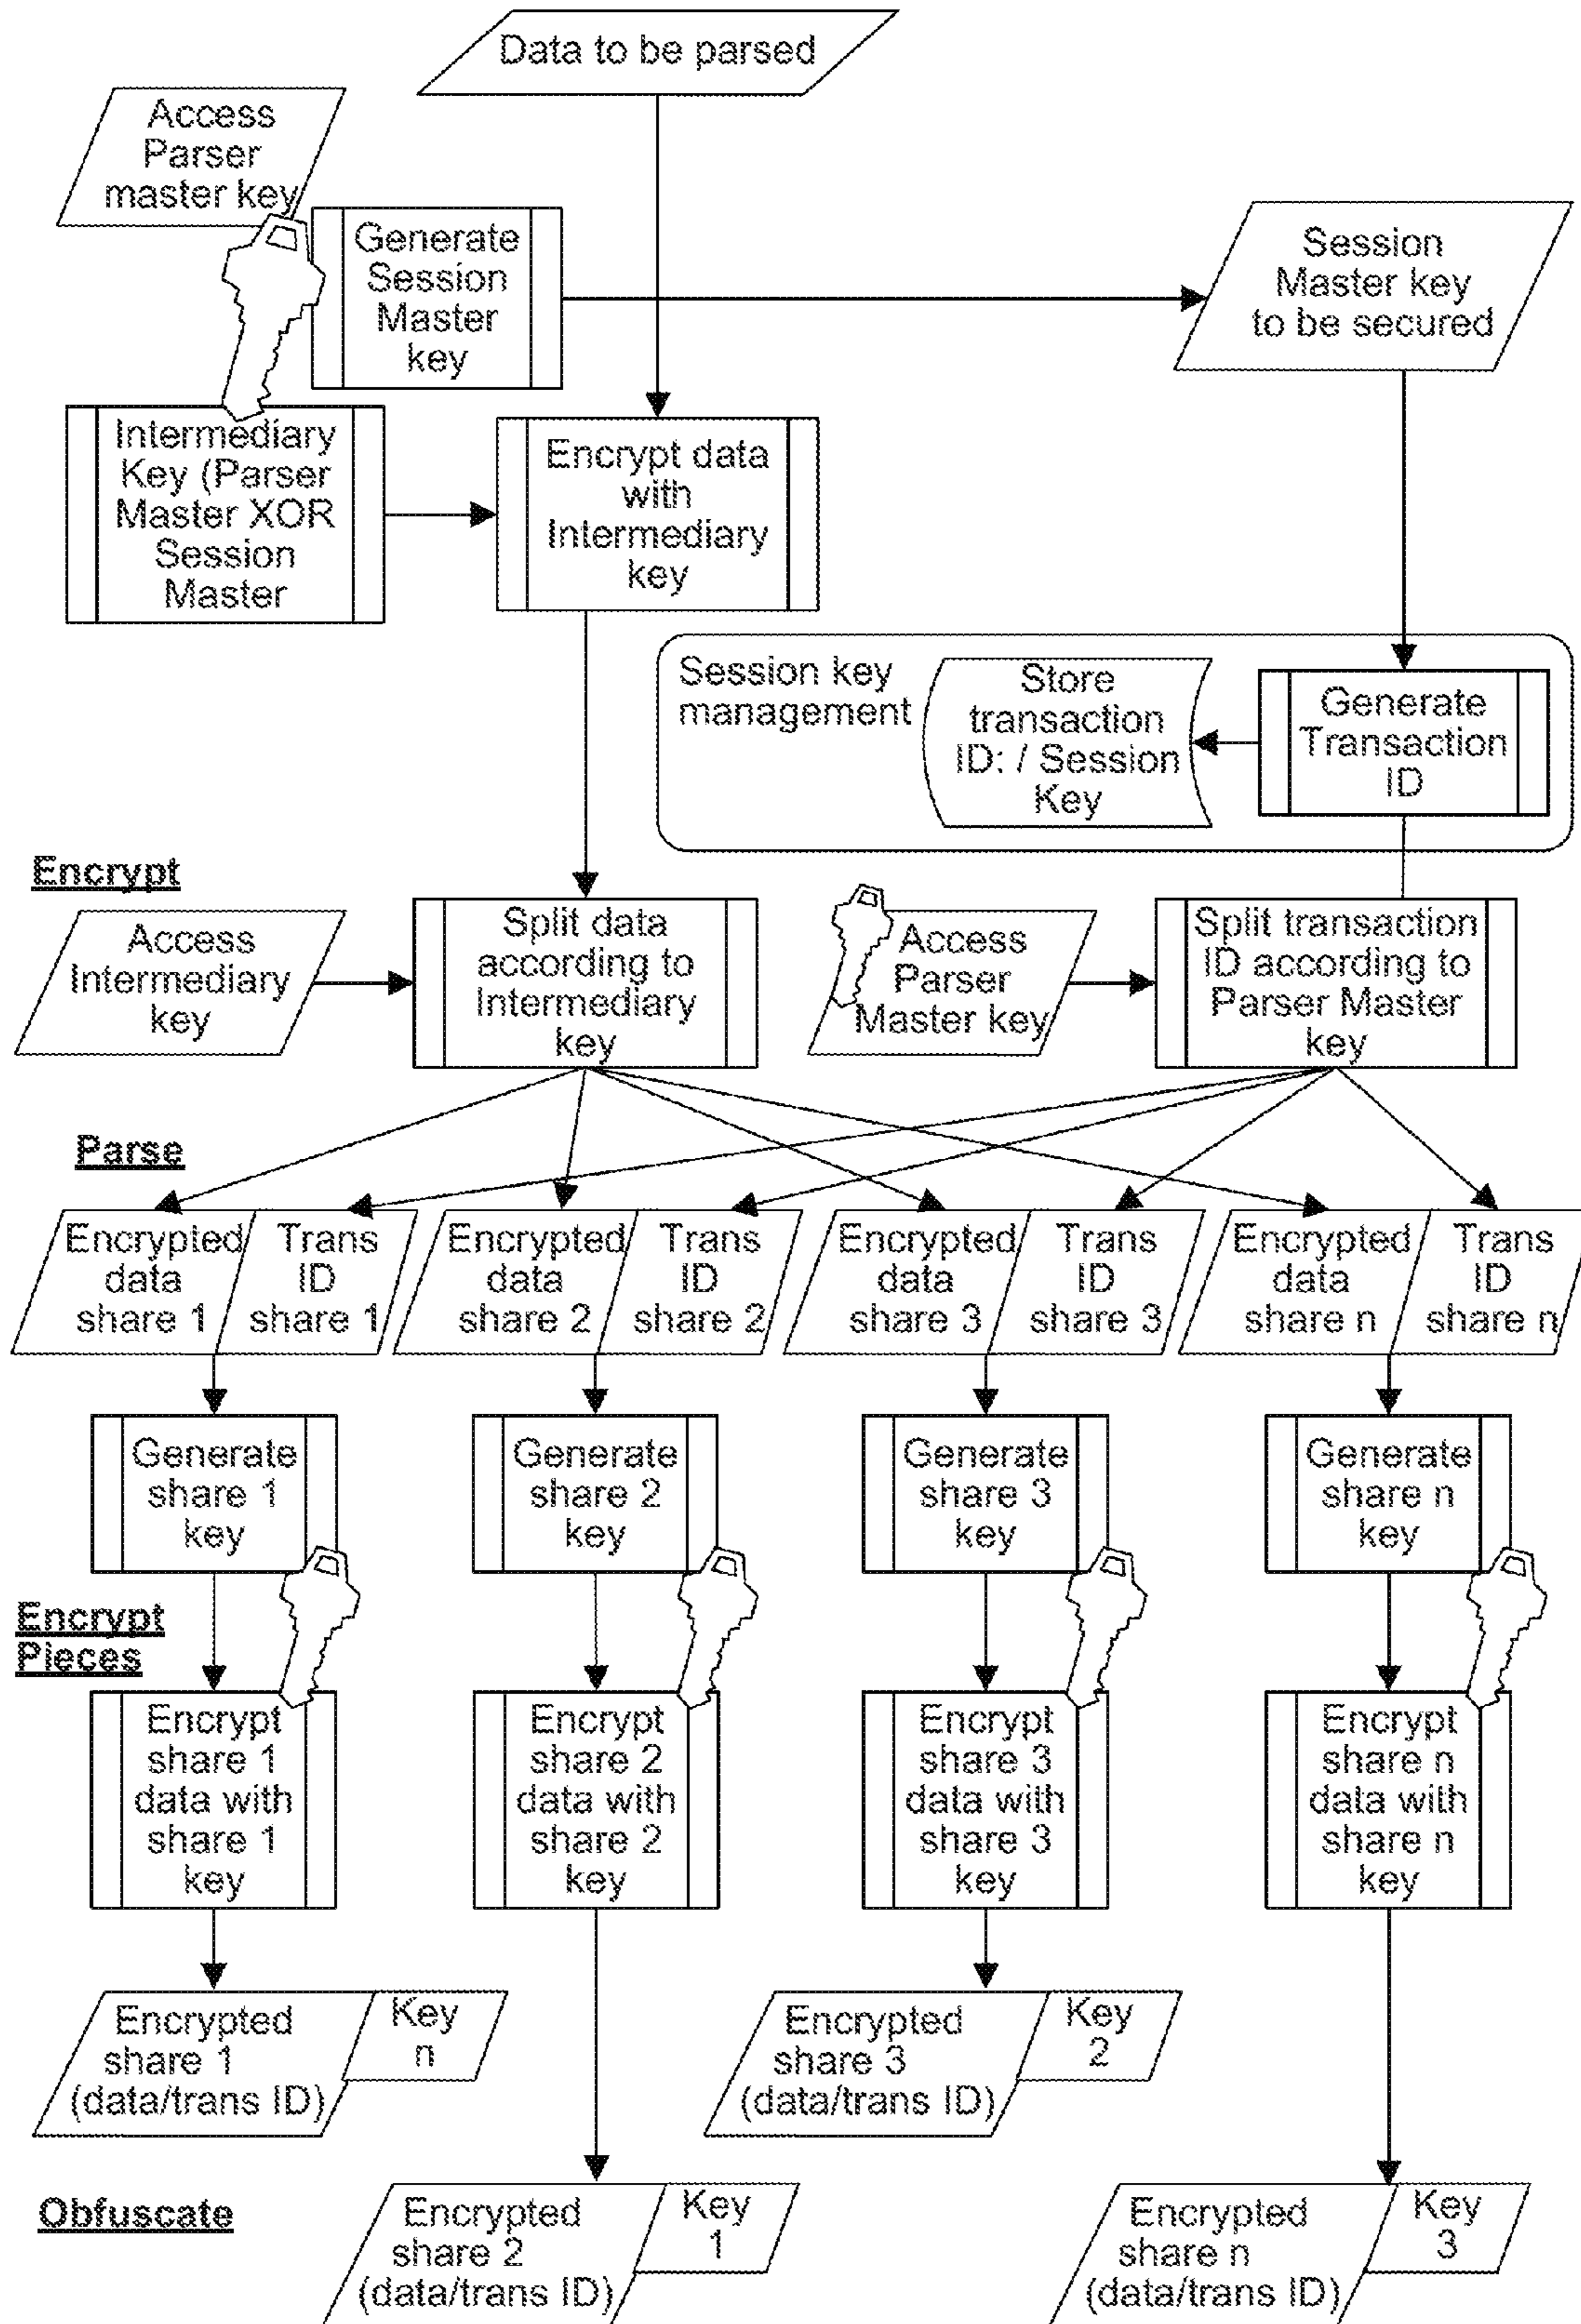 Data to be parsed
Access
Parser
master key
Generate
Session
Master
key
Session
Master key
to be secured
Intermediary
Key (Parser
Master XOR
Session
Master
Encrypt data
with
Intermediary
key
Session key
management
Store
transaction
ID: / Session
Key
Generate
Transaction
ID
Encrypt
Access
Intermediary
key
Split data
according to
Intermediary
key
Access
Parser
Master key
Split transaction
ID according to
Parser Master
key
Parse
Encrypted
data
share 1
Trans
ID
share 1
Encrypted
data
share 2
Trans
ID
share 2
Encrypted
data
share 3
Trans
ID
share 3
Encrypted
data
share n
Trans
ID
share n
Generate
share 1
key
Generate
share 2
key
Generate
share 3
key
Generate
share n
key
Encrypt
Pieces
Encrypt
share 1
data with
share 1
key
Encrypt
share 2
data with
share 2
key
Encrypt
share 3
data with
share 3
key
Encrypt
share n
data with
share n
key
Encrypted
share 1
(data/trans ID)
Key
n
Encrypted
share 3
(data/trans ID)
Key
2
Obfuscate
Encrypted
share 2
(data/trans ID)
Key
1
Encrypted
share n
(data/trans ID)
Key
3